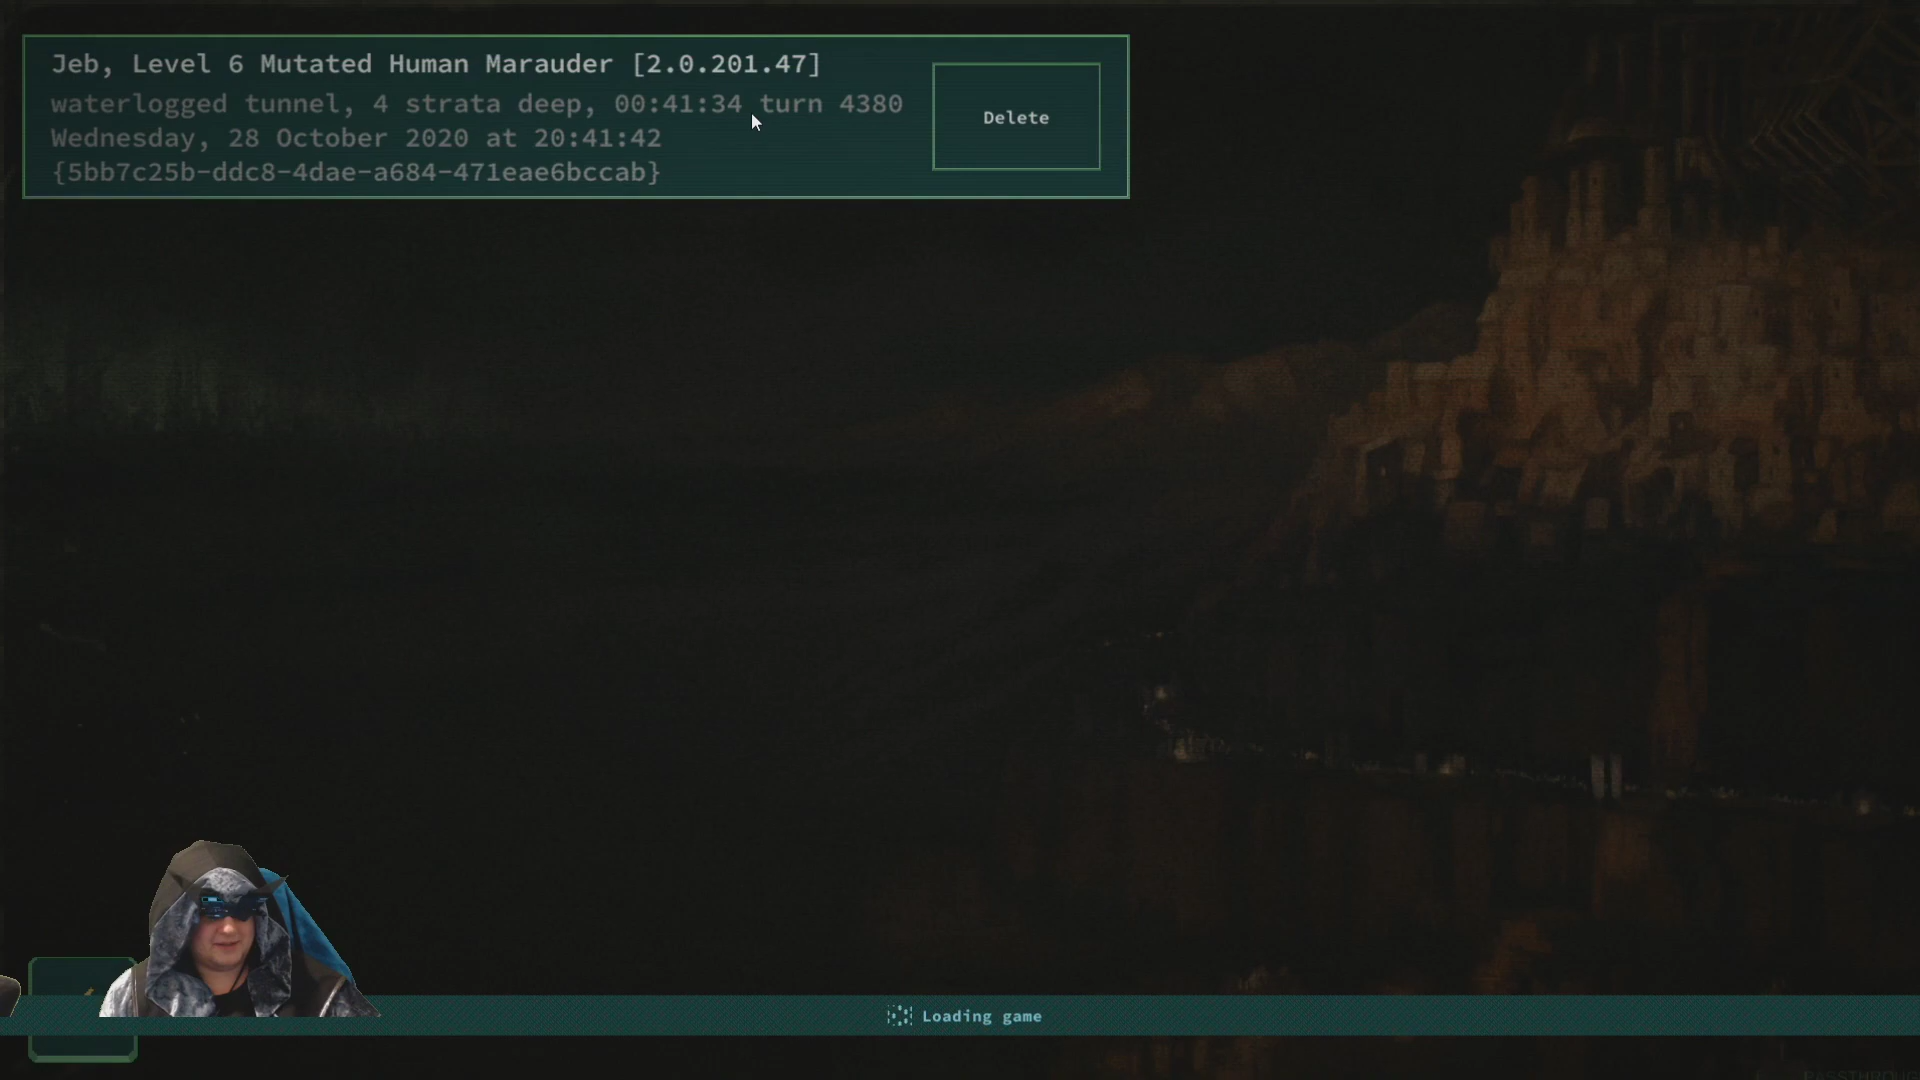 Jeb, Level 6 Mutated Human Marauder [2.0.201.47]
waterlogged tunnel, 4 strata deep, 00:41:34 turn 4380
Wednesday, 28 October 2020 at 20:41:42
{5bb7c25b-ddc8-4dae-a684-471eae6bccab}
Delete
Loading game